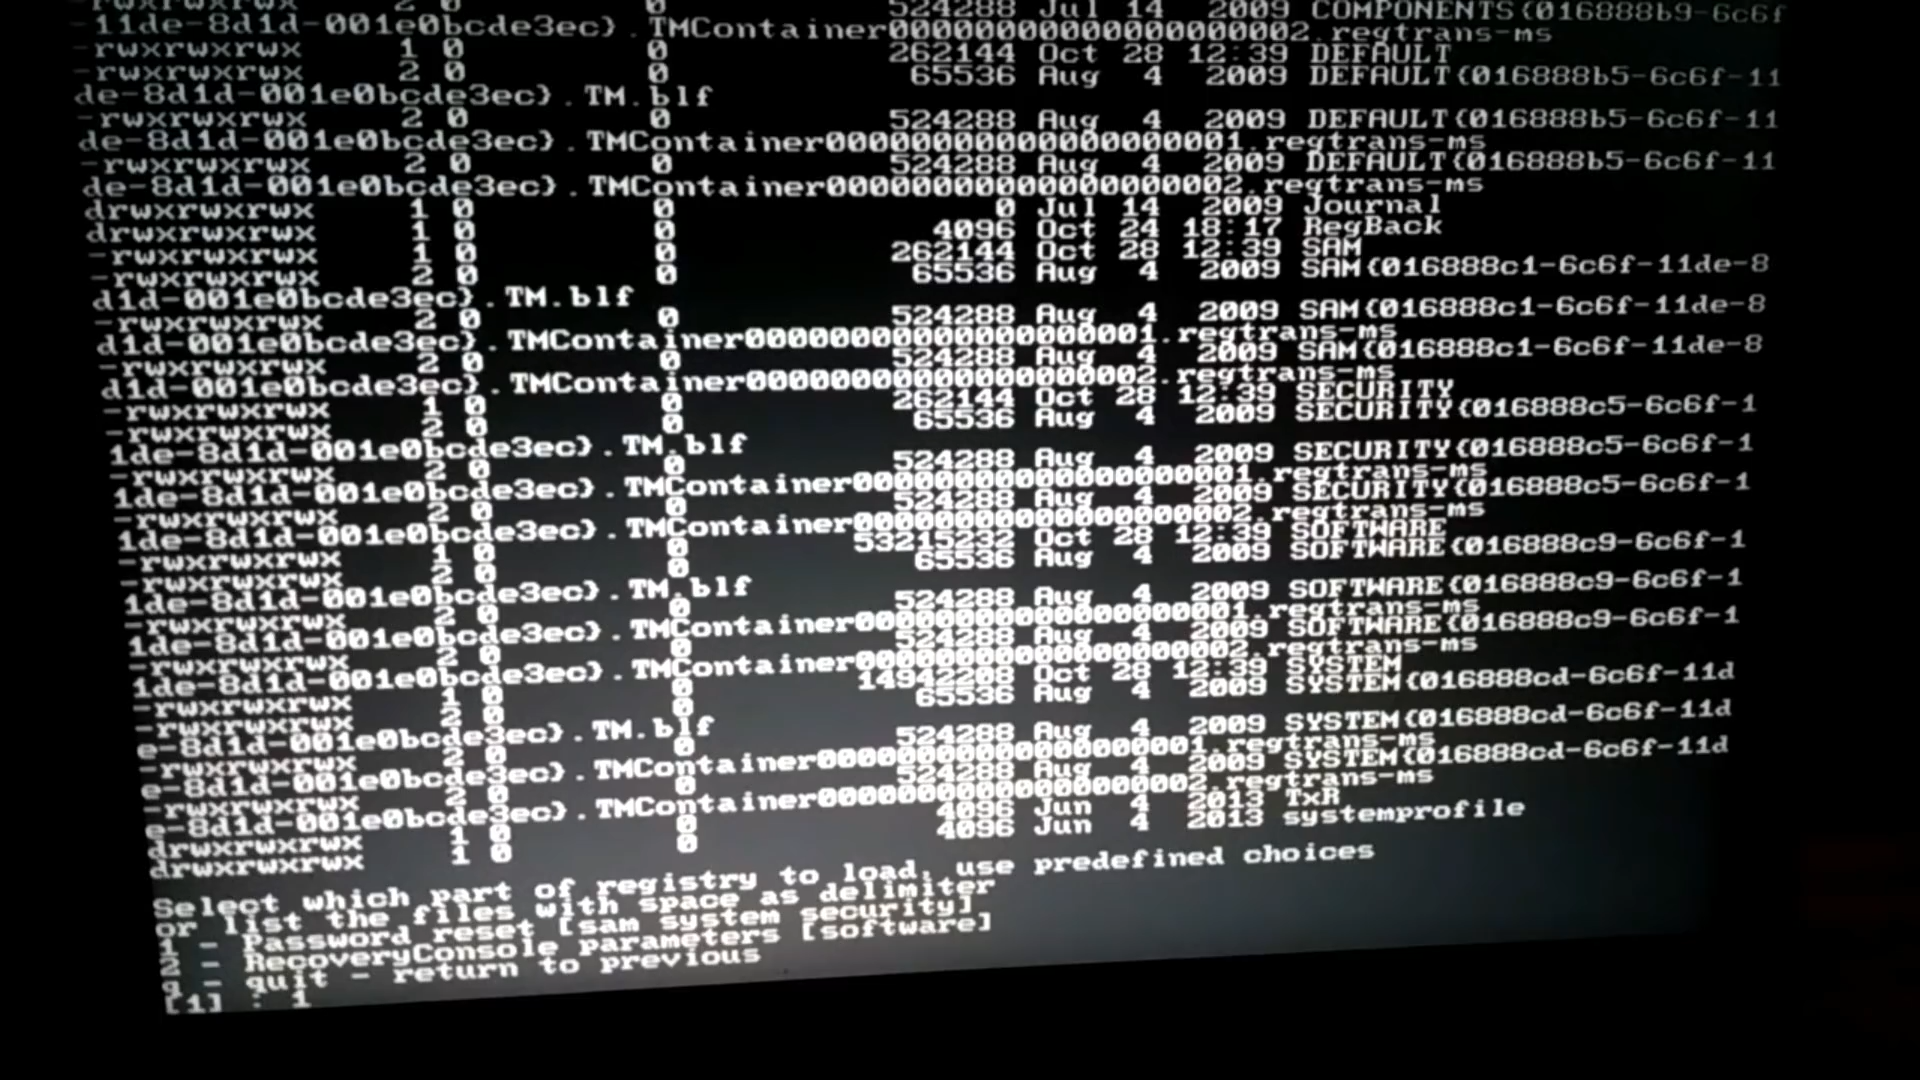 -rwxrwxrwx 2 0 0 524288 Jul 14 2009 COMPONENTS{016888b9-6c6f
-11de-8d1d-001e0bcde3ec}.TMContainer00000000000000000002.regtrans-ms
-rwxrwxrwx 1 0 0 262144 Oct 28 12:39 DEFAULT
-rwxrwxrwx 2 0 0 65536 Aug 4 2009 DEFAULT{016888b5-6c6f-11
de-8d1d-001e0bcde3ec}.TM.blf
-rwxrwxrwx 2 0 0 524288 Aug 4 2009 DEFAULT{016888b5-6c6f-11
de-8d1d-001e0bcde3ec}.TMContainer00000000000000000001.regtrans-ms
-rwxrwxrwx 2 0 0 524288 Aug 4 2009 DEFAULT{016888b5-6c6f-11
de-8d1d-001e0bcde3ec}.TMContainer00000000000000000002.regtrans-ms
drwxrwxrwx 1 0 0 0 Jul 14 2009 Journal
drwxrwxrwx 1 0 0 4096 Oct 24 18:17 RegBack
-rwxrwxrwx 1 0 0 262144 Oct 28 12:39 SAM
-rwxrwxrwx 2 0 0 65536 Aug 4 2009 SAM{016888c1-6c6f-11de-8
d1d-001e0bcde3ec}.TM.blf
-rwxrwxrwx 2 0 0 524288 Aug 4 2009 SAM{016888c1-6c6f-11de-8
d1d-001e0bcde3ec}.TMContainer00000000000000000001.regtrans-ms
-rwxrwxrwx 2 0 0 524288 Aug 4 2009 SAM{016888c1-6c6f-11de-8
d1d-001e0bcde3ec}.TMContainer00000000000000000002.regtrans-ms
-rwxrwxrwx 1 0 0 262144 Oct 28 12:39 SECURITY
-rwxrwxrwx 2 0 0 65536 Aug 4 2009 SECURITY{016888c5-6c6f-1
1de-8d1d-001e0bcde3ec}.TM.blf
-rwxrwxrwx 2 0 0 524288 Aug 4 2009 SECURITY{016888c5-6c6f-1
1de-8d1d-001e0bcde3ec}.TMContainer00000000000000000001.regtrans-ms
-rwxrwxrwx 2 0 0 524288 Aug 4 2009 SECURITY{016888c5-6c6f-1
1de-8d1d-001e0bcde3ec}.TMContainer00000000000000000002.regtrans-ms
-rwxrwxrwx 1 0 0 53215232 Oct 28 12:39 SOFTWARE
-rwxrwxrwx 2 0 0 65536 Aug 4 2009 SOFTWARE{016888c9-6c6f-1
1de-8d1d-001e0bcde3ec}.TM.blf
-rwxrwxrwx 2 0 0 524288 Aug 4 2009 SOFTWARE{016888c9-6c6f-1
1de-8d1d-001e0bcde3ec}.TMContainer00000000000000000001.regtrans-ms
-rwxrwxrwx 2 0 0 524288 Aug 4 2009 SOFTWARE{016888c9-6c6f-1
1de-8d1d-001e0bcde3ec}.TMContainer00000000000000000002.regtrans-ms
-rwxrwxrwx 1 0 0 14942208 Oct 28 12:39 SYSTEM
-rwxrwxrwx 2 0 0 65536 Aug 4 2009 SYSTEM{016888cd-6c6f-11d
e-8d1d-001e0bcde3ec}.TM.blf
-rwxrwxrwx 2 0 0 524288 Aug 4 2009 SYSTEM{016888cd-6c6f-11d
e-8d1d-001e0bcde3ec}.TMContainer00000000000000000001.regtrans-ms
-rwxrwxrwx 2 0 0 524288 Aug 4 2009 SYSTEM{016888cd-6c6f-11d
e-8d1d-001e0bcde3ec}.TMContainer00000000000000000002.regtrans-ms
drwxrwxrwx 1 0 0 4096 Jun 4 2013 TxR
drwxrwxrwx 1 0 0 4096 Jun 4 2013 systemprofile
Select which part of registry to load, use predefined choices
or list the files with space as delimiter
1 - Password reset [sam system security]
2 - RecoveryConsole parameters [software]
q - quit - return to previous
[1] : 1